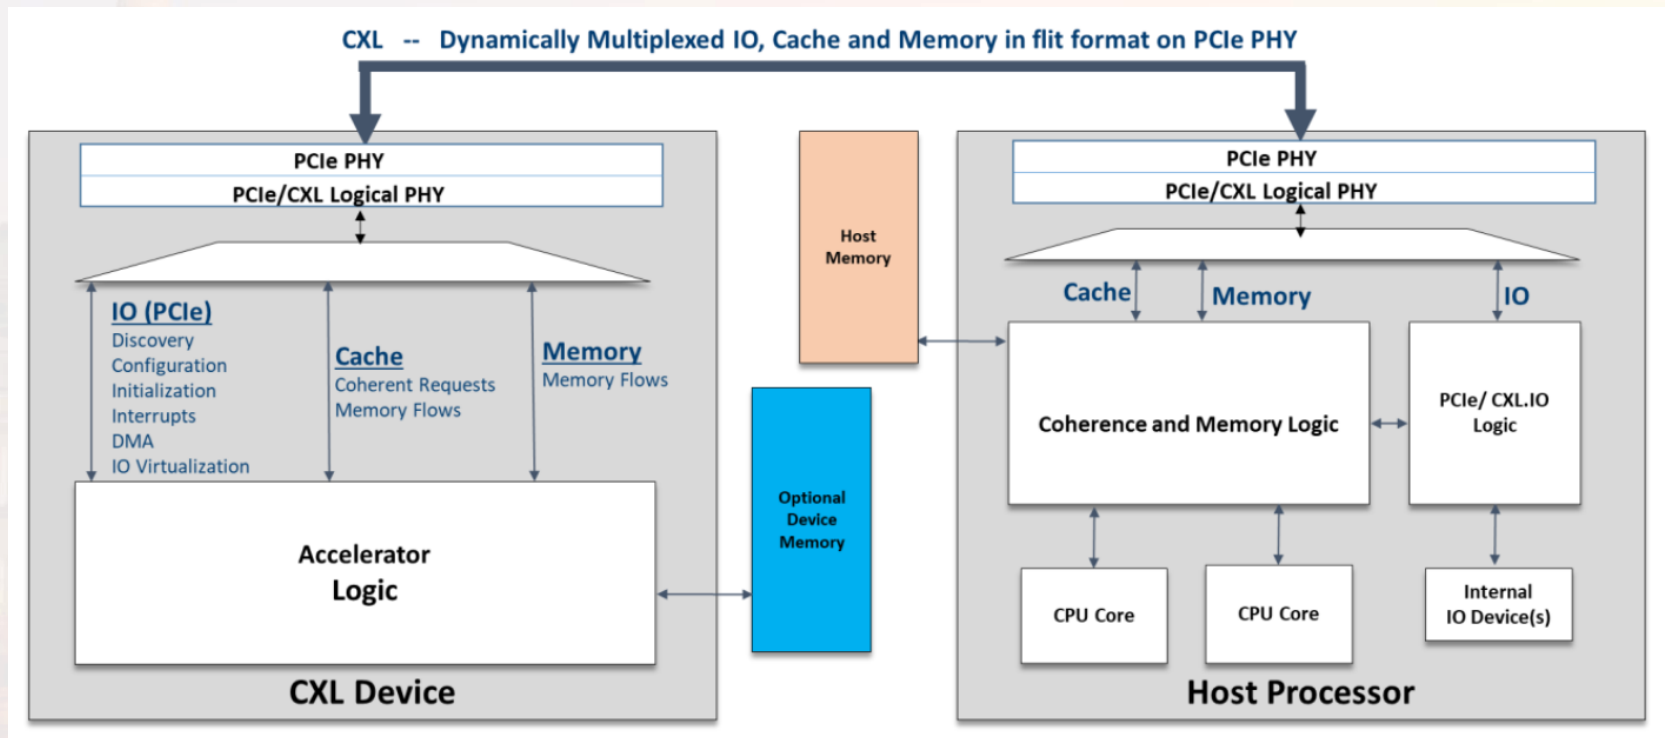 CXL -- Dynamically Multiplexed IO, Cache and Memory in flit format on PCIe PHY
PCIe PHY
PCIe/CXL Logical PHY
IO (PCIe)
Discovery
Configuration
Initialization
Interrupts
DMA
IO Virtualization
Cache
Coherent Requests
Memory Flows
Memory
Memory Flows
Accelerator
Logic
CXL Device
Host
Memory
Optional
Device
Memory
PCIe PHY
PCIe/CXL Logical PHY
Cache
Memory
IO
Coherence and Memory Logic
PCIe/ CXL.IO
Logic
CPU Core
CPU Core
Internal
IO Device(s)
Host Processor